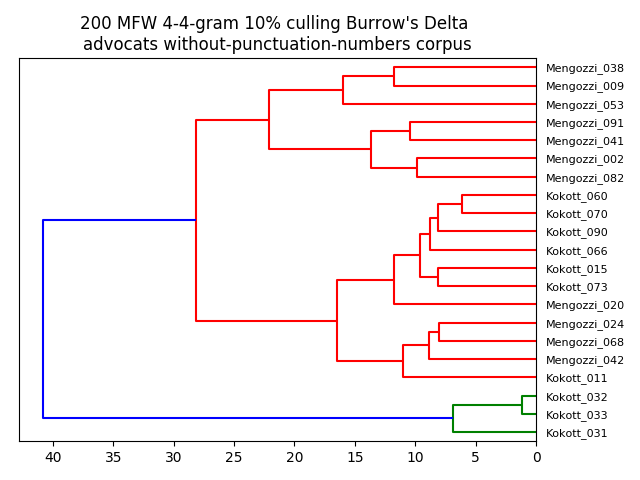 200 MFW 4-4-gram 10% culling Burrow's Delta
advocats without-punctuation-numbers corpus
Mengozzi_038
Mengozzi_009
Mengozzi_053
Mengozzi_091
Mengozzi_041
Mengozzi_002
Mengozzi_082
Kokott_060
Kokott_070
Kokott_090
Kokott_066
Kokott_015
Kokott_073
Mengozzi_020
Mengozzi_024
Mengozzi_068
Mengozzi_042
Kokott_011
Kokott_032
Kokott_033
Kokott_031
40 35 30 25 20 15 10 5 0